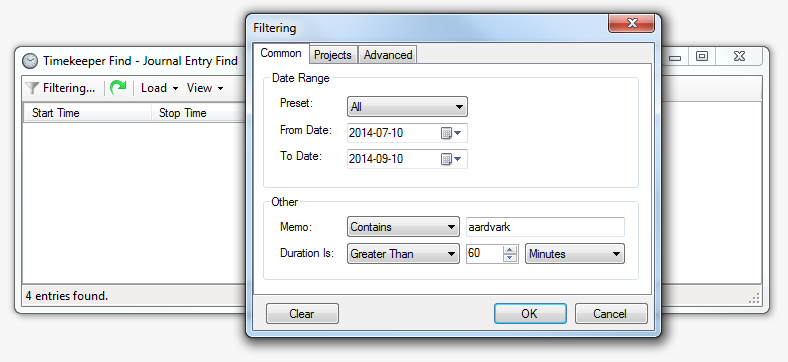 Filtering
Timekeeper Find - Journal Entry Find
Common Projects Advanced
Filtering... Load View
Date Range
Start Time Stop Time
Preset: All
From Date: 2014-07-10
To Date: 2014-09-10
Other
Memo: Contains aardvark
Duration Is: Greater Than 60 Minutes
4 entries found.
Clear OK Cancel